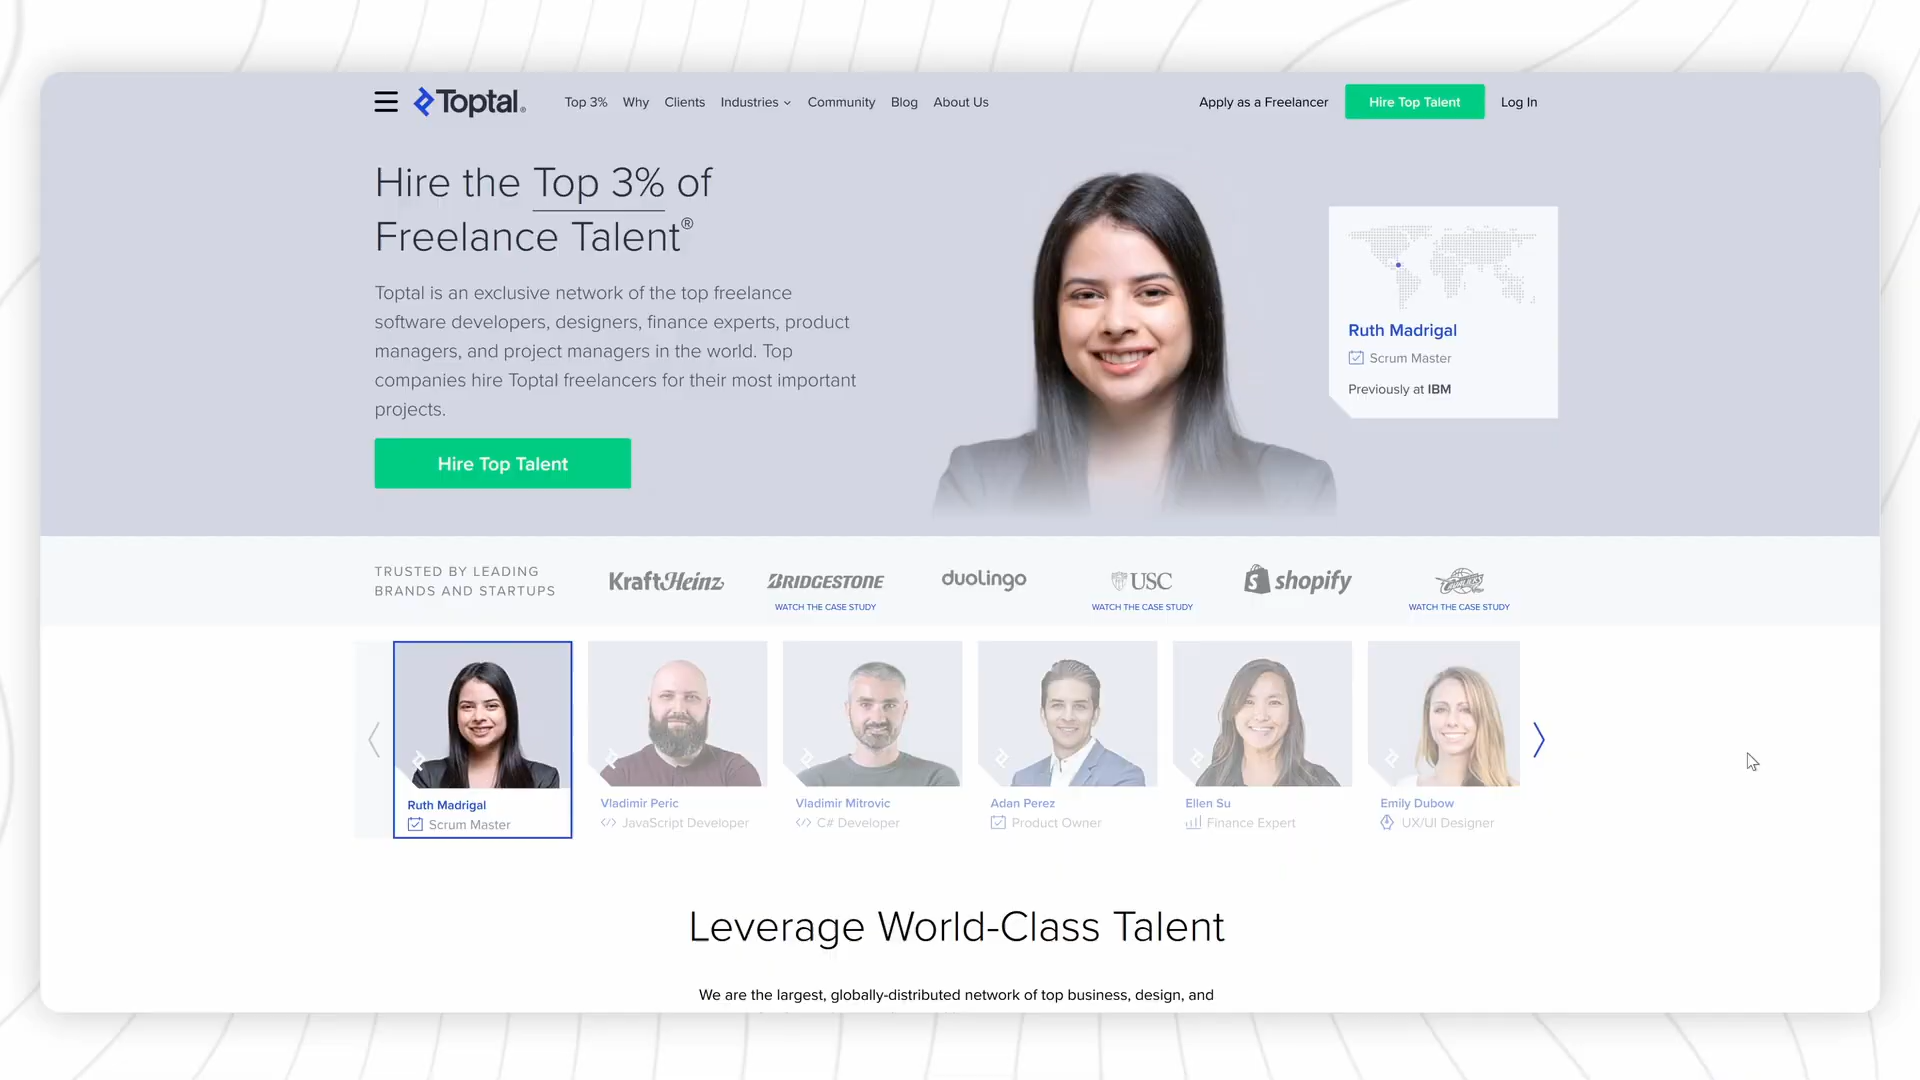 Toptal®
Top 3% Why Clients Industries Community Blog About Us
Apply as a Freelancer Hire Top Talent Log In
Hire the Top 3% of
Freelance Talent®
Toptal is an exclusive network of the top freelance
software developers, designers, finance experts, product
managers, and project managers in the world. Top
companies hire Toptal freelancers for their most important
projects.
Hire Top Talent
Ruth Madrigal
Scrum Master
Previously at IBM
TRUSTED BY LEADING
BRANDS AND STARTUPS
KraftHeinz
BRIDGESTONE
WATCH THE CASE STUDY
duolingo
USC
WATCH THE CASE STUDY
shopify
CAVALIERS
WATCH THE CASE STUDY
Ruth Madrigal
Scrum Master
Vladimir Peric
JavaScript Developer
Vladimir Mitrovic
C# Developer
Adan Perez
Product Owner
Ellen Su
Finance Expert
Emily Dubow
UX/UI Designer
Leverage World-Class Talent
We are the largest, globally-distributed network of top business, design, and